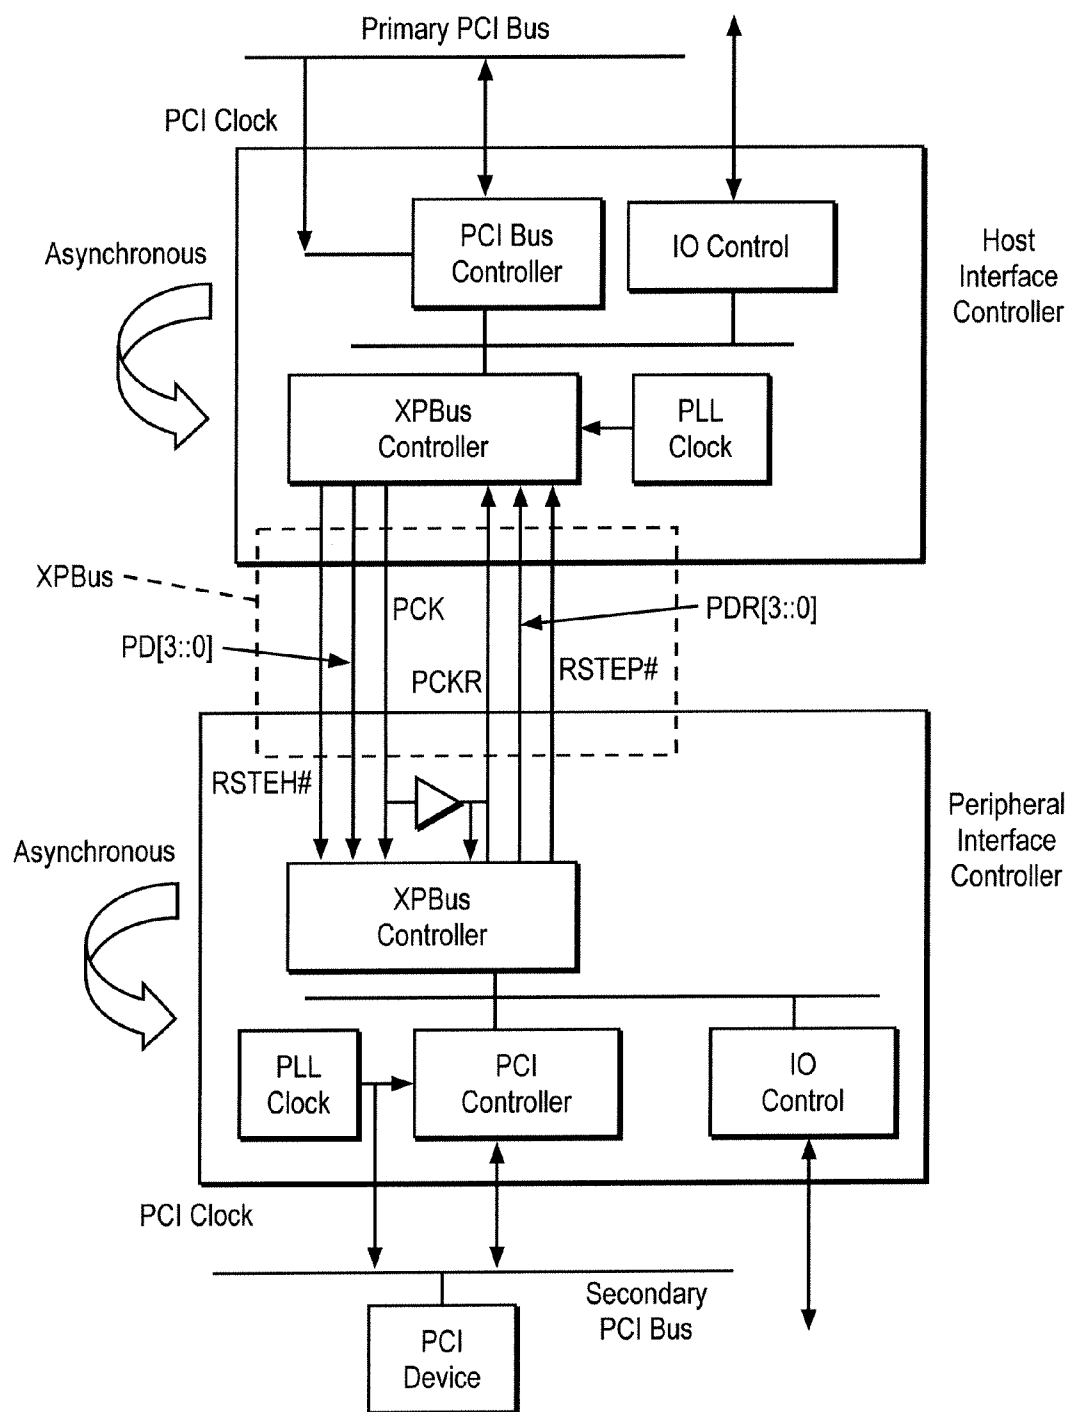 Primary PCI Bus
PCI Clock
Asynchronous
PCI Bus
Controller
IO Control
Host
Interface
Controller
XPBus
Controller
PLL
Clock
XPBus
PCK
PDR[3::0]
PD[3::0]
PCKR
RSTEP#
RSTEH#
Asynchronous
Peripheral
Interface
Controller
XPBus
Controller
PLL
Clock
PCI
Controller
IO
Control
PCI Clock
Secondary
PCI Bus
PCI
Device